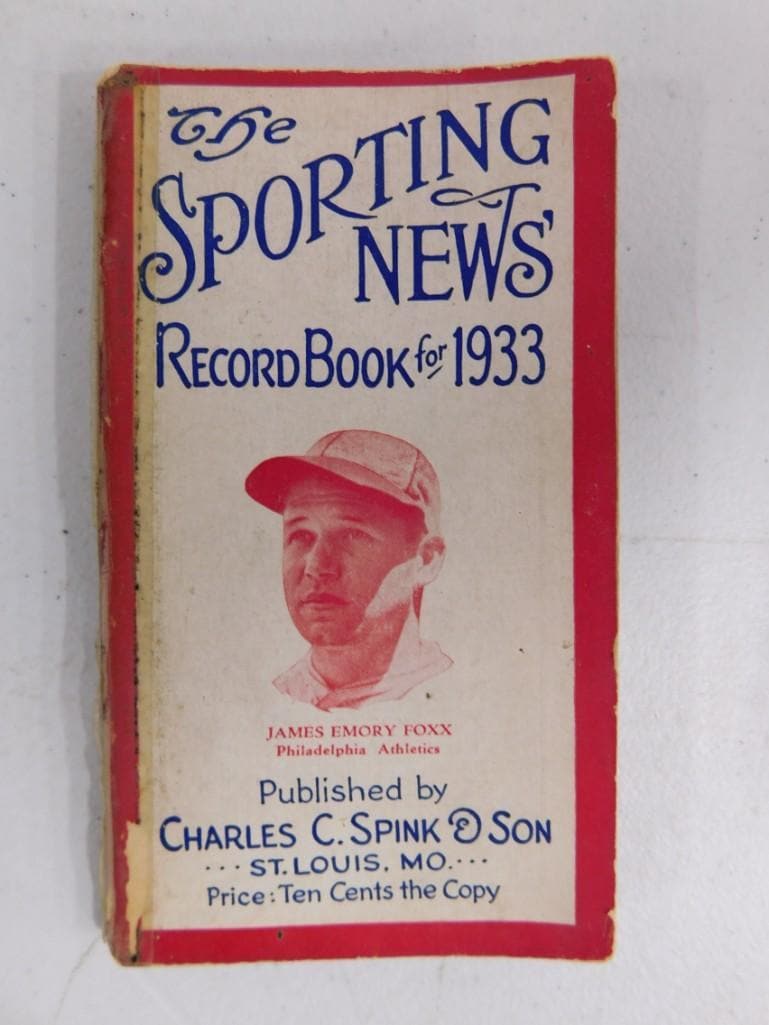 The
SPORTING
NEWS'
RECORD BOOK for 1933
JAMES EMORY FOXX
Philadelphia Athletics
Published by
CHARLES C. SPINK & SON
... ST. LOUIS, MO. ...
Price: Ten Cents the Copy